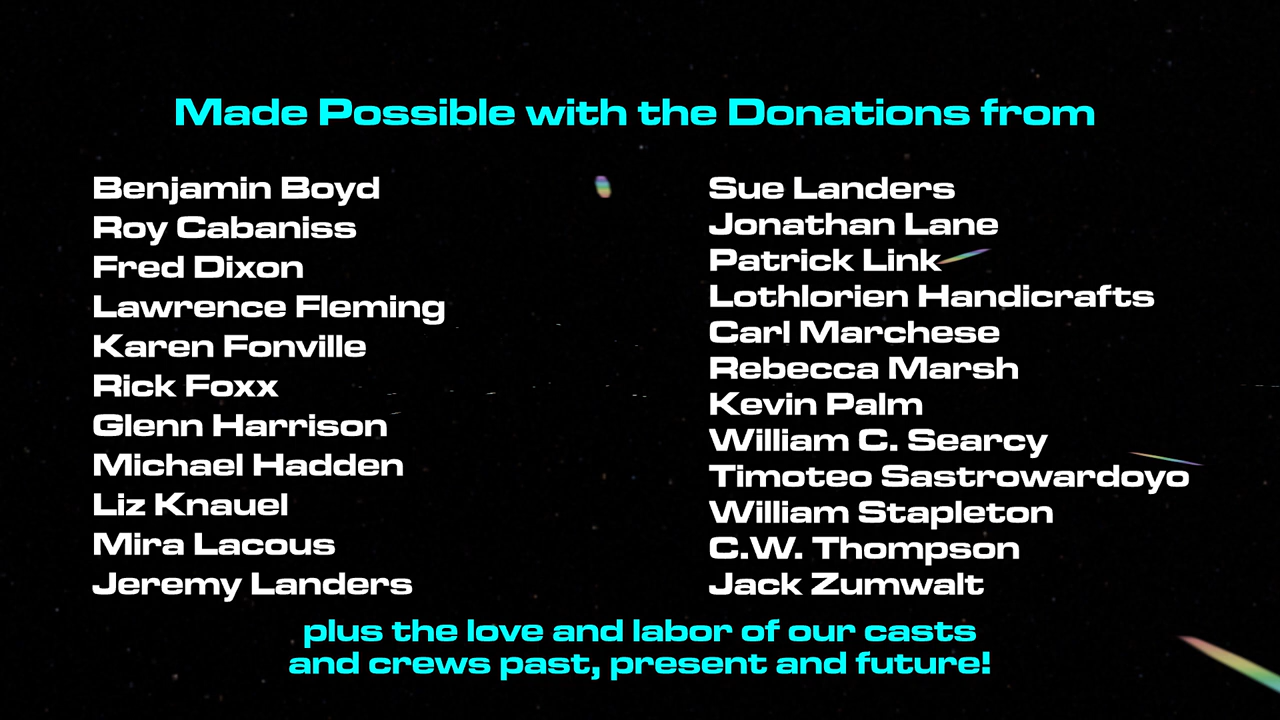 Made Possible with the Donations from
Benjamin Boyd
Roy Cabaniss
Fred Dixon
Lawrence Fleming
Karen Fonville
Rick Foxx
Glenn Harrison
Michael Hadden
Liz Knauel
Mira Lacous
Jeremy Landers
Sue Landers
Jonathan Lane
Patrick Link
Lothlorien Handicrafts
Carl Marchese
Rebecca Marsh
Kevin Palm
William C. Searcy
Timoteo Sastrowardoyo
William Stapleton
C.W. Thompson
Jack Zumwalt
plus the love and labor of our casts
and crews past, present and future!